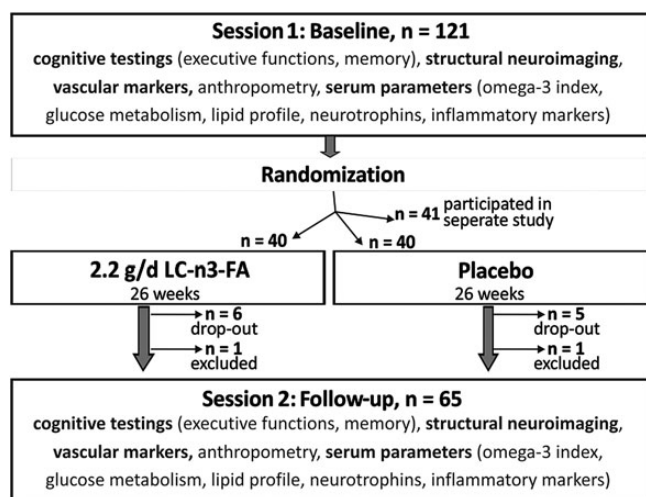 Session 1: Baseline, n = 121
cognitive testings (executive functions, memory), structural neuroimaging,
vascular markers, anthropometry, serum parameters (omega-3 index,
glucose metabolism, lipid profile, neurotrophins, inflammatory markers)
Randomization
n = 41 participated in
seperate study
n = 40
n = 40
2.2 g/d LC-n3-FA
26 weeks
Placebo
26 weeks
n = 6
drop-out
n = 1
excluded
n = 5
drop-out
n = 1
excluded
Session 2: Follow-up, n = 65
cognitive testings (executive functions, memory), structural neuroimaging,
vascular markers, anthropometry, serum parameters (omega-3 index,
glucose metabolism, lipid profile, neurotrophins, inflammatory markers)